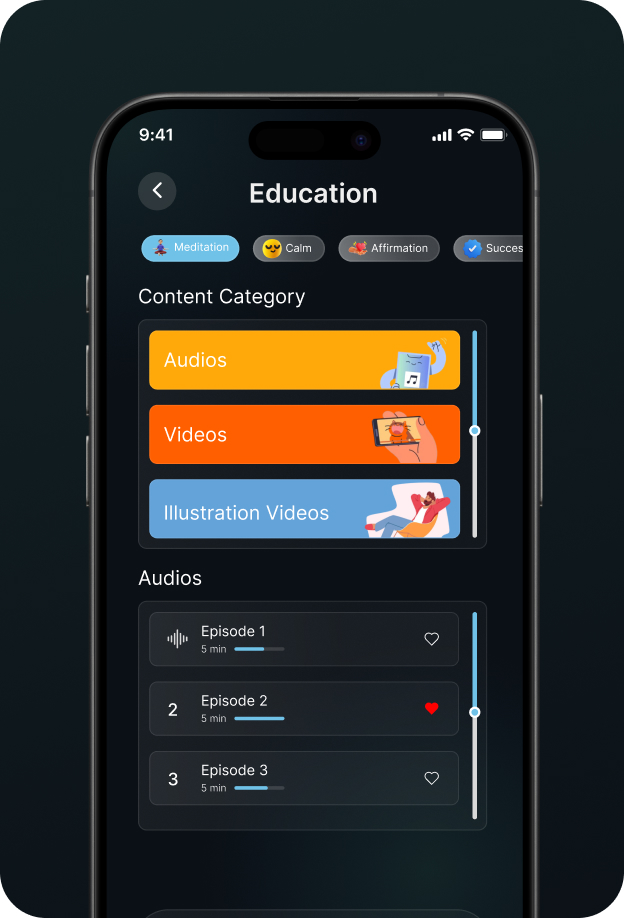 9:41
Education
Meditation
Calm
Affirmation
Content Category
Audios
Videos
Illustration Videos
Audios
Episode 1
5 min
2
Episode 2
5 min
3
Episode 3
5 min